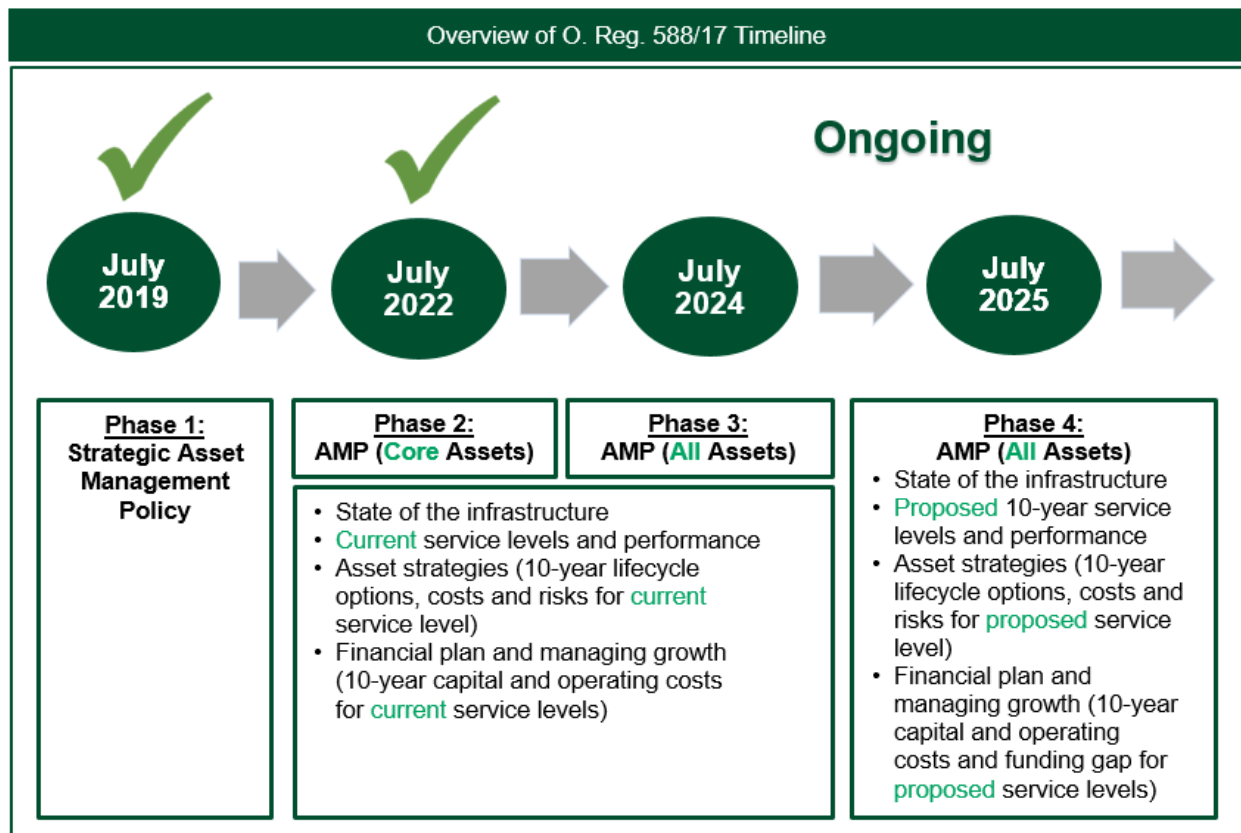 Overview of O. Reg. 588/17 Timeline
Ongoing
July
2019
July
2022
July
2024
July
2025
Phase 1:
Strategic Asset
Management
Policy
Phase 2:
AMP (Core Assets)
Phase 3:
AMP (All Assets)
• State of the infrastructure
• Current service levels and performance
• Asset strategies (10-year lifecycle
options, costs and risks for current
service level)
• Financial plan and managing growth
(10-year capital and operating costs
for current service levels)
Phase 4:
AMP (All Assets)
• State of the infrastructure
• Proposed 10-year service
levels and performance
• Asset strategies (10-year
lifecycle options, costs and
risks for proposed service
level)
• Financial plan and
managing growth (10-year
capital and operating
costs and funding gap for
proposed service levels)